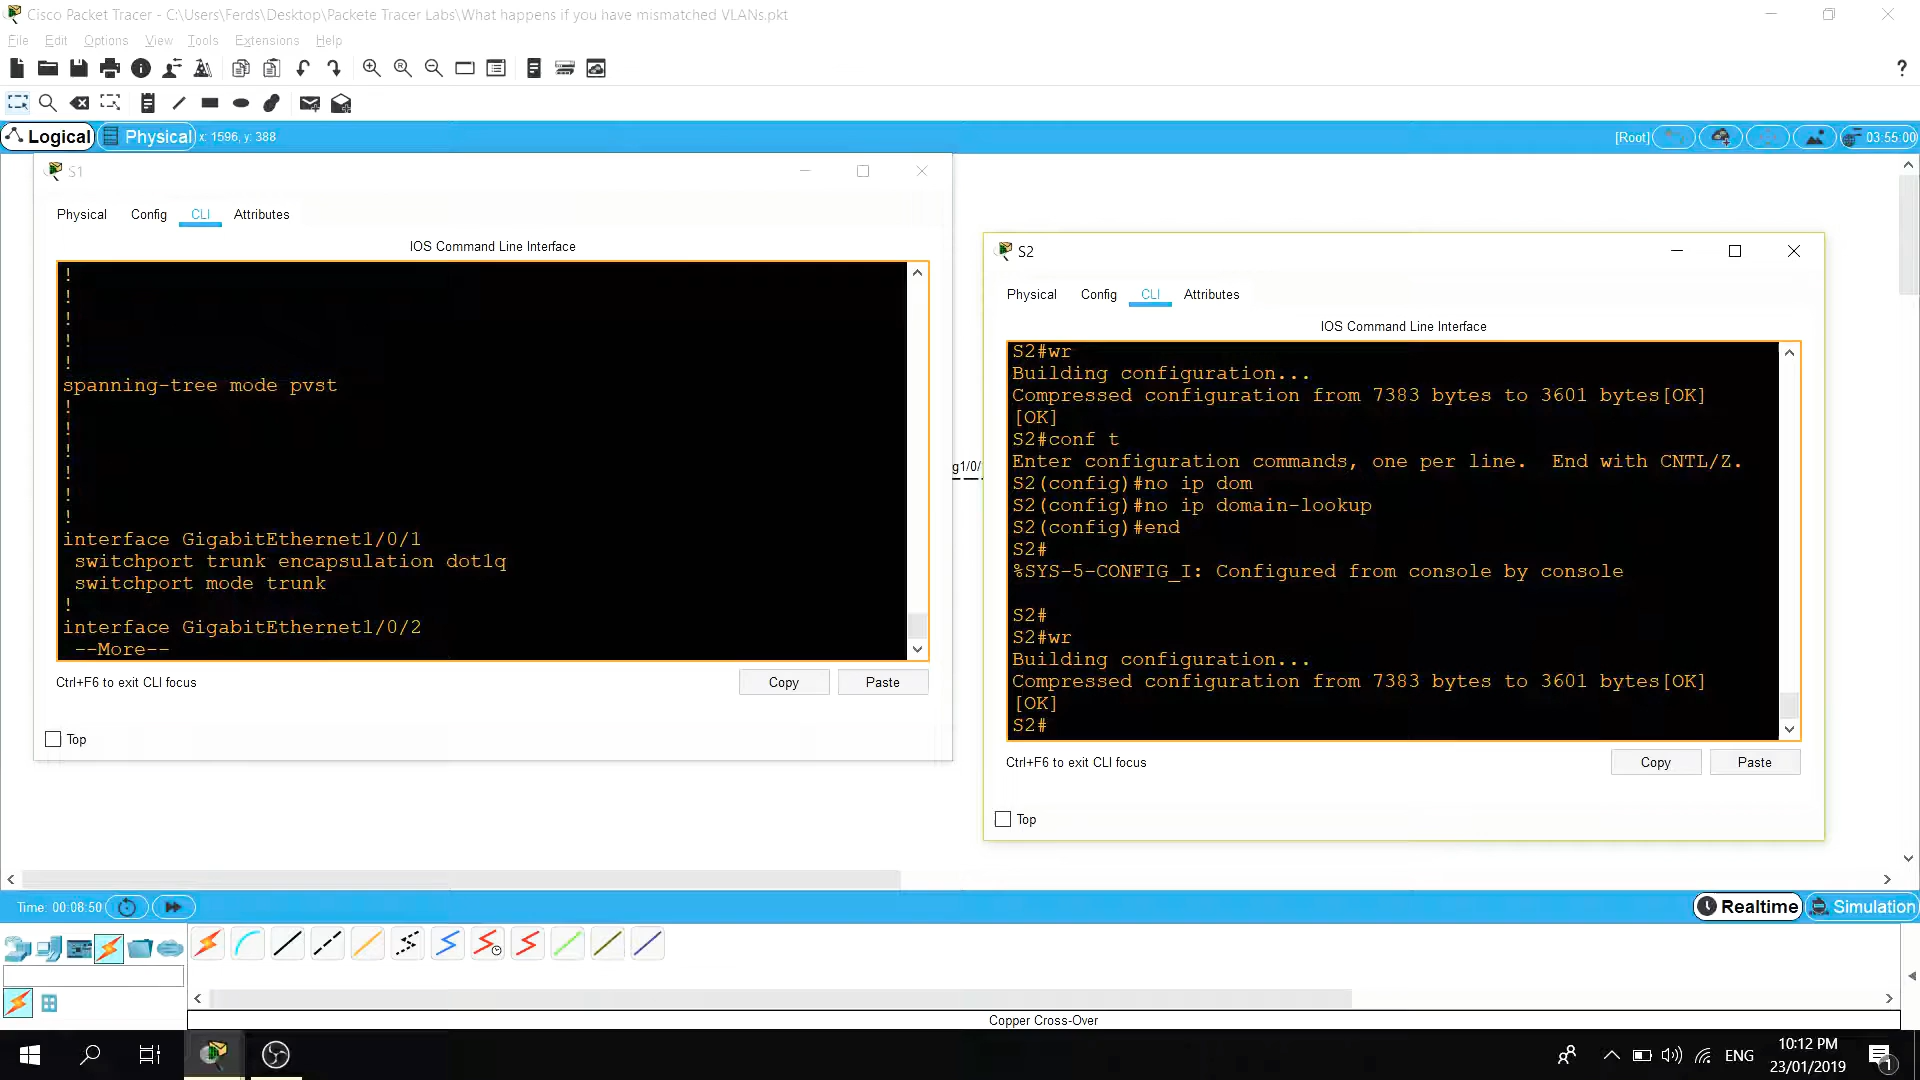 Cisco Packet Tracer - C:\Users\Ferds\Desktop\Packete Tracer Labs\What happens if you have mismatched VLANs.pkt
File Edit Options View Tools Extensions Help
?
Logical Physical x: 1596, y: 388 [Root] 03:55:00
S1
Physical Config CLI Attributes
IOS Command Line Interface
!
!
!
!
!
spanning-tree mode pvst
!
!
!
!
!
!
interface GigabitEthernet1/0/1
switchport trunk encapsulation dot1q
switchport mode trunk
!
interface GigabitEthernet1/0/2
--More--
Ctrl+F6 to exit CLI focus
Copy Paste
Top
g1/0/
S2
Physical Config CLI Attributes
IOS Command Line Interface
S2#wr
Building configuration...
Compressed configuration from 7383 bytes to 3601 bytes[OK]
[OK]
S2#conf t
Enter configuration commands, one per line.  End with CNTL/Z.
S2(config)#no ip dom
S2(config)#no ip domain-lookup
S2(config)#end
S2#
%SYS-5-CONFIG_I: Configured from console by console
S2#
S2#wr
Building configuration...
Compressed configuration from 7383 bytes to 3601 bytes[OK]
[OK]
S2#
Ctrl+F6 to exit CLI focus
Copy Paste
Top
Time: 00:08:50 Realtime Simulation
Copper Cross-Over
ENG
10:12 PM
23/01/2019
1